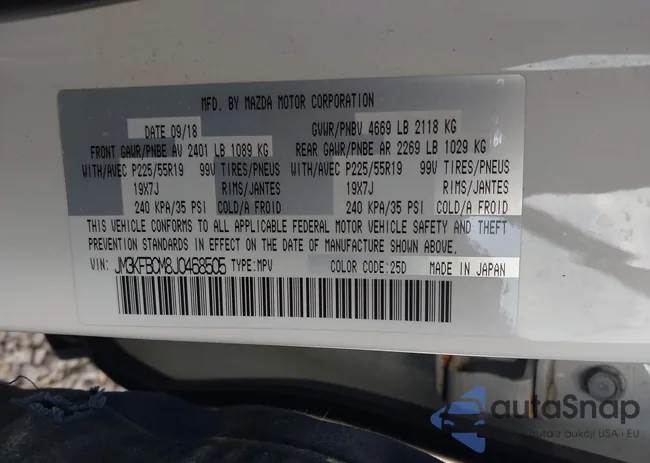 MFD. BY MAZDA MOTOR CORPORATION
DATE 09/18 GVWR/PNBV 4669 LB 2118 KG
FRONT GAWR/PNBE AV 2401 LB 1089 KG REAR GAWR/PNBE AR 2269 LB 1029 KG
WITH/AVEC P225/55R19 99V TIRES/PNEUS WITH/AVEC P225/55R19 99V TIRES/PNEUS
19X7J RIMS/JANTES 19X7J RIMS/JANTES
240 KPA/35 PSI COLD/A FROID 240 KPA/35 PSI COLD/A FROID
THIS VEHICLE CONFORMS TO ALL APPLICABLE FEDERAL MOTOR VEHICLE SAFETY AND THEFT
PREVENTION STANDARDS IN EFFECT ON THE DATE OF MANUFACTURE SHOWN ABOVE.
VIN: JM3KFBCM8J0468505 TYPE:MPV COLOR CODE:25D MADE IN JAPAN
autoSnap
auta z aukcji USA i EU